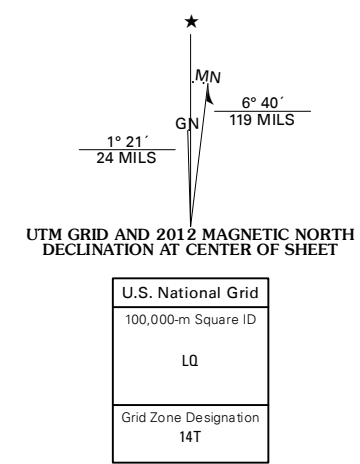 MN
GN
6° 40´
119 MILS
1° 21´
24 MILS
UTM GRID AND 2012 MAGNETIC NORTH
DECLINATION AT CENTER OF SHEET
U.S. National Grid
100,000-m Square ID
LQ
Grid Zone Designation
14T